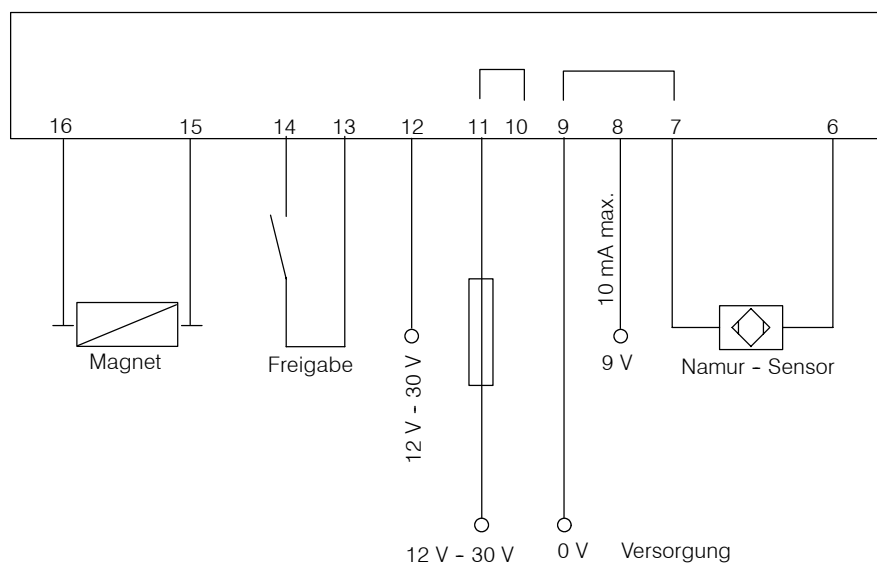 16 15 14 13 12 11 10 9 8 7 6
10 mA max.
Magnet
Freigabe
12 V - 30 V
9 V
Namur - Sensor
12 V - 30 V
0 V
Versorgung